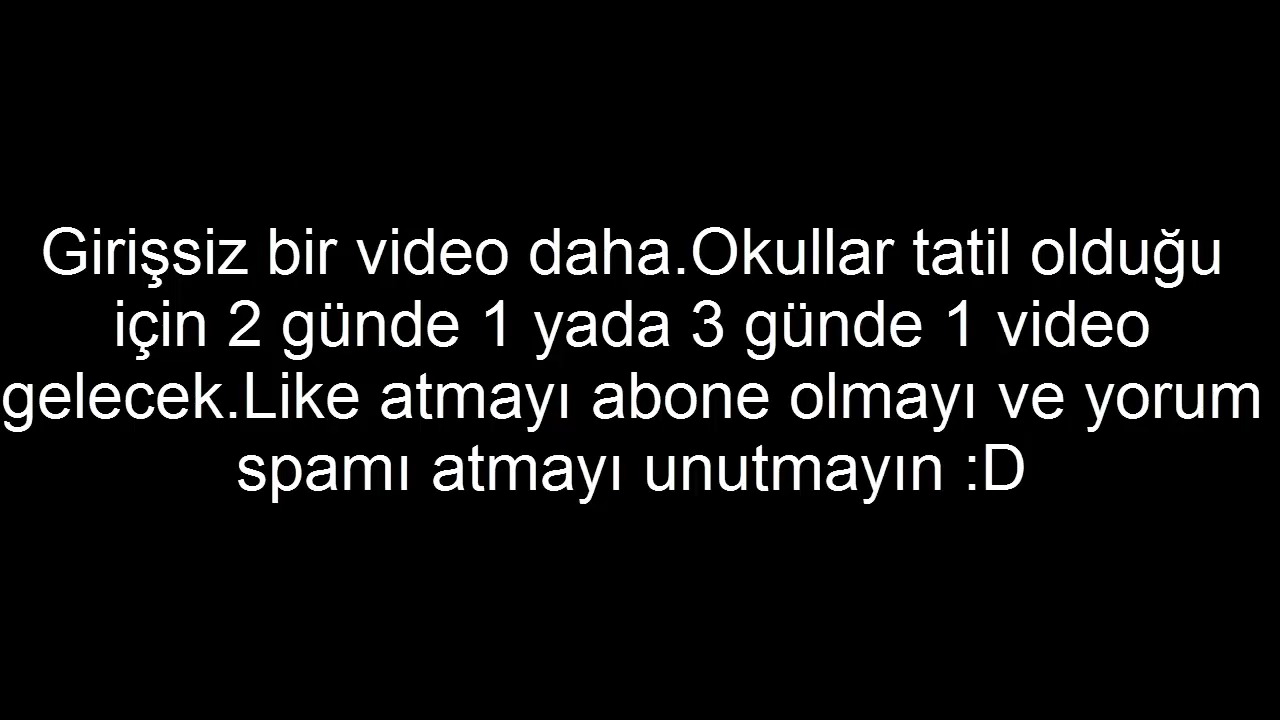 Girişsiz bir video daha.Okullar tatil olduğu
için 2 günde 1 yada 3 günde 1 video
gelecek.Like atmayı abone olmayı ve yorum
spamı atmayı unutmayın :D